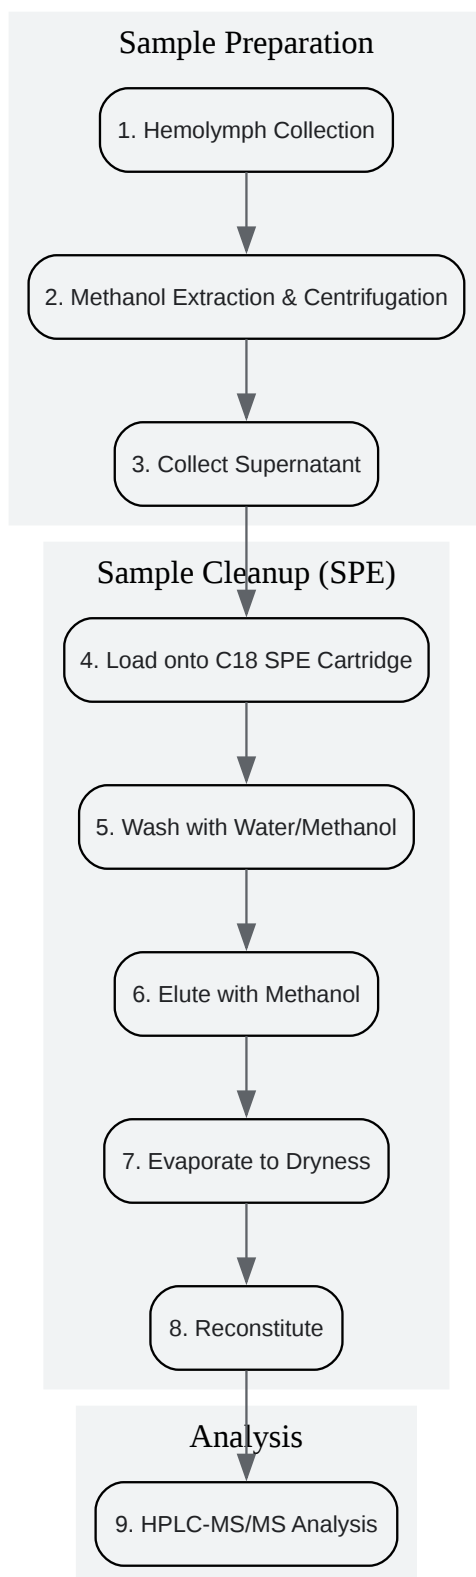 Sample Preparation
1. Hemolymph Collection
2. Methanol Extraction & Centrifugation
3. Collect Supernatant
Sample Cleanup (SPE)
4. Load onto C18 SPE Cartridge
5. Wash with Water/Methanol
6. Elute with Methanol
7. Evaporate to Dryness
8. Reconstitute
Analysis
9. HPLC-MS/MS Analysis